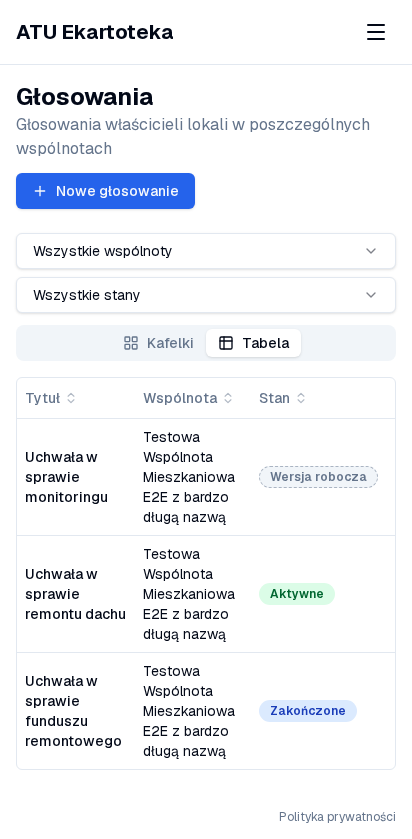 ATU Ekartoteka
Głosowania
Głosowania właścicieli lokali w poszczególnych
wspólnotach
Nowe głosowanie
Wszystkie wspólnoty
Wszystkie stany
Kafelki Tabela
Tytuł Wspólnota Stan
Uchwała w
sprawie
monitoringu
Testowa
Wspólnota
Mieszkaniowa
E2E z bardzo
długą nazwą
Wersja robocza
Uchwała w
sprawie
remontu dachu
Testowa
Wspólnota
Mieszkaniowa
E2E z bardzo
długą nazwą
Aktywne
Uchwała w
sprawie
funduszu
remontowego
Testowa
Wspólnota
Mieszkaniowa
E2E z bardzo
długą nazwą
Zakończone
Polityka prywatności